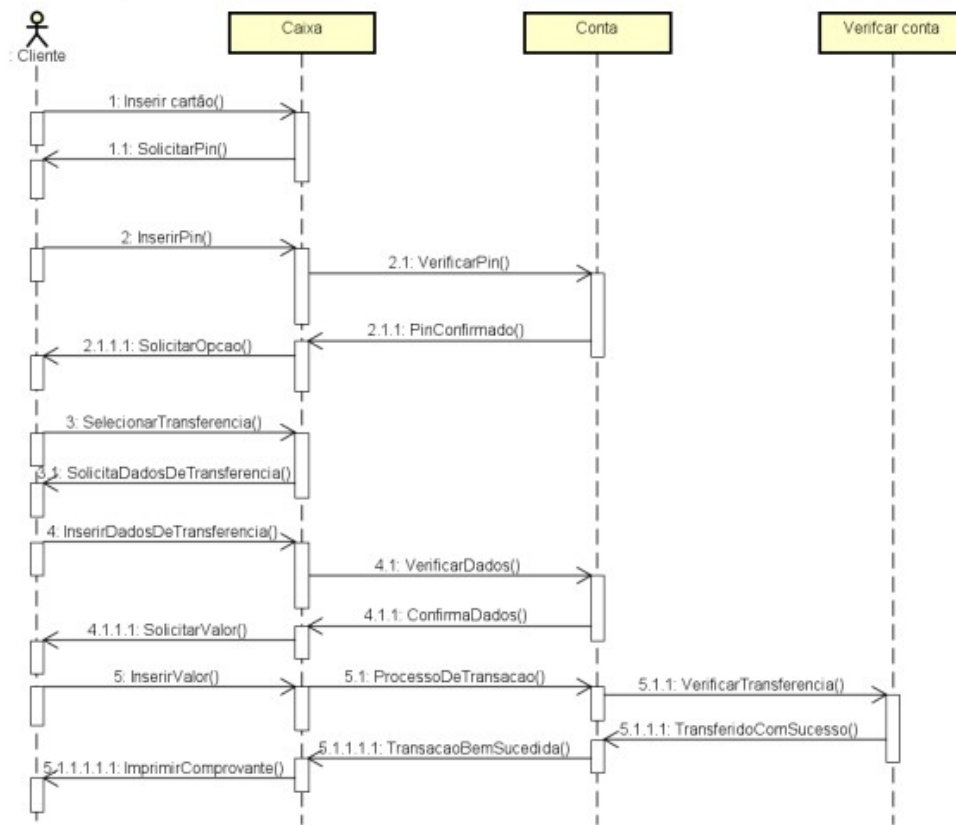 : Cliente
Caixa
Conta
Verifcar conta
1: Inserir cartão()
1.1: SolicitarPin()
2: InserirPin()
2.1: VerificarPin()
2.1.1: PinConfirmado()
2.1.1.1: SolicitarOpcao()
3: SelecionarTransferencia()
3.1: SolicitaDadosDeTransferencia()
4: InserirDadosDeTransferencia()
4.1: VerificarDados()
4.1.1: ConfirmaDados()
4.1.1.1: SolicitarValor()
5: InserirValor()
5.1: ProcessoDeTransacao()
5.1.1: VerificarTransferencia()
5.1.1.1: TransferidoComSucesso()
5.1.1.1.1: TransacaoBemSucedida()
5.1.1.1.1.1: ImprimirComprovante()